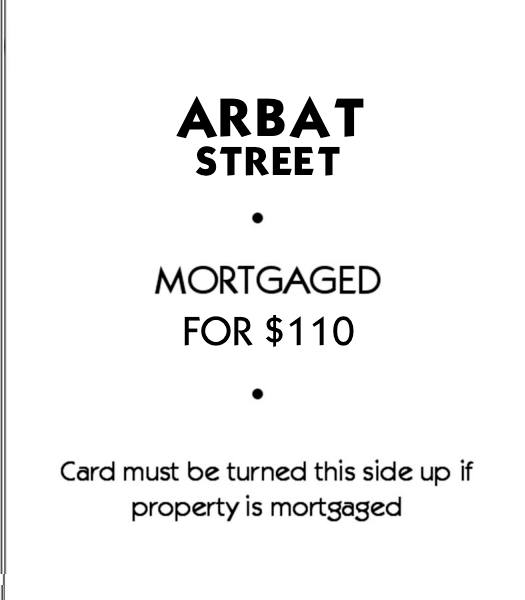 ARBAT
STREET
•
MORTGAGED
FOR $110
•
Card must be turned this side up if
property is mortgaged